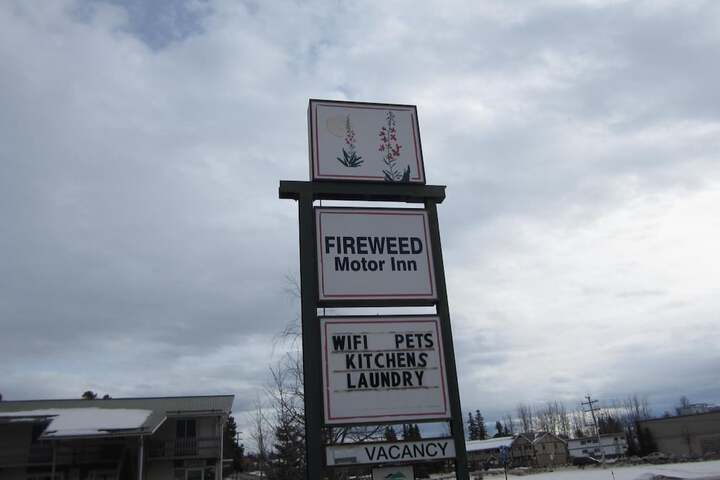 FIREWEED
Motor Inn
WIFI PETS
KITCHENS
LAUNDRY
VACANCY